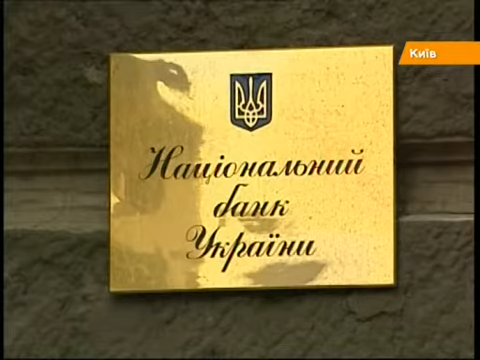 Київ
Національний
банк
України